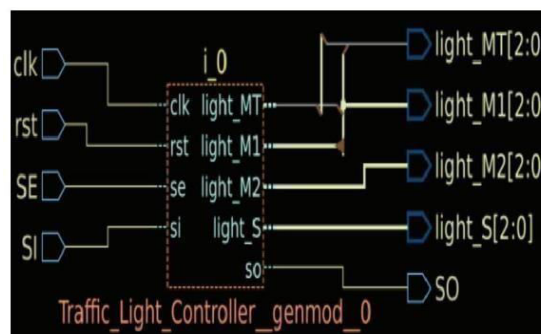 i_0
clk
rst
SE
SI
clk light_MT
rst light_M1
se light_M2
si light_S
so
light_MT[2:0
light_M1[2:0
light_M2[2:0
light_S[2:0]
SO
Traffic_Light_Controller__genmod__0